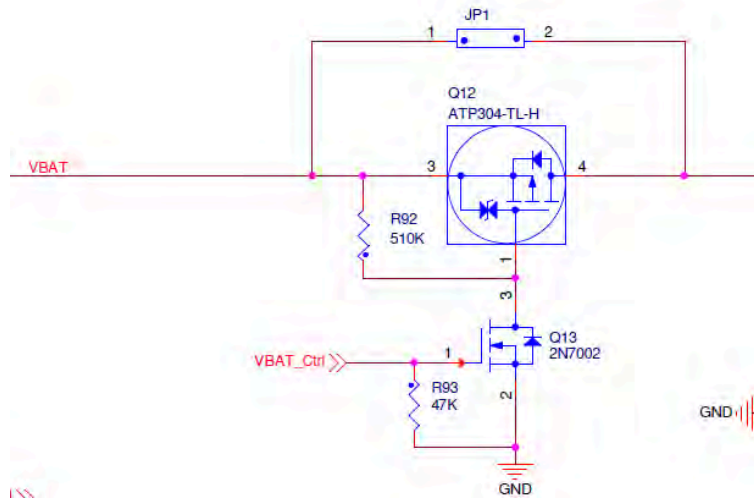 JP1
1 2
Q12
ATP304-TL-H
VBAT
3 4
R92
510K
1
3
Q13
2N7002
VBAT_Ctrl
1
R93
47K
2
GND
GND